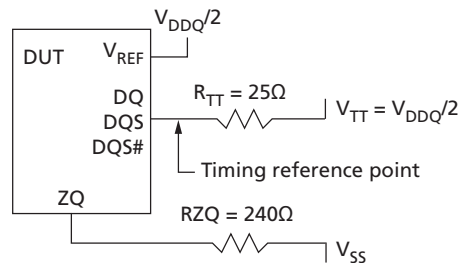 V_DDQ/2
DUT
V_REF
DQ
DQS
DQS#
R_TT = 25Ω
V_TT = V_DDQ/2
Timing reference point
ZQ
RZQ = 240Ω
V_SS